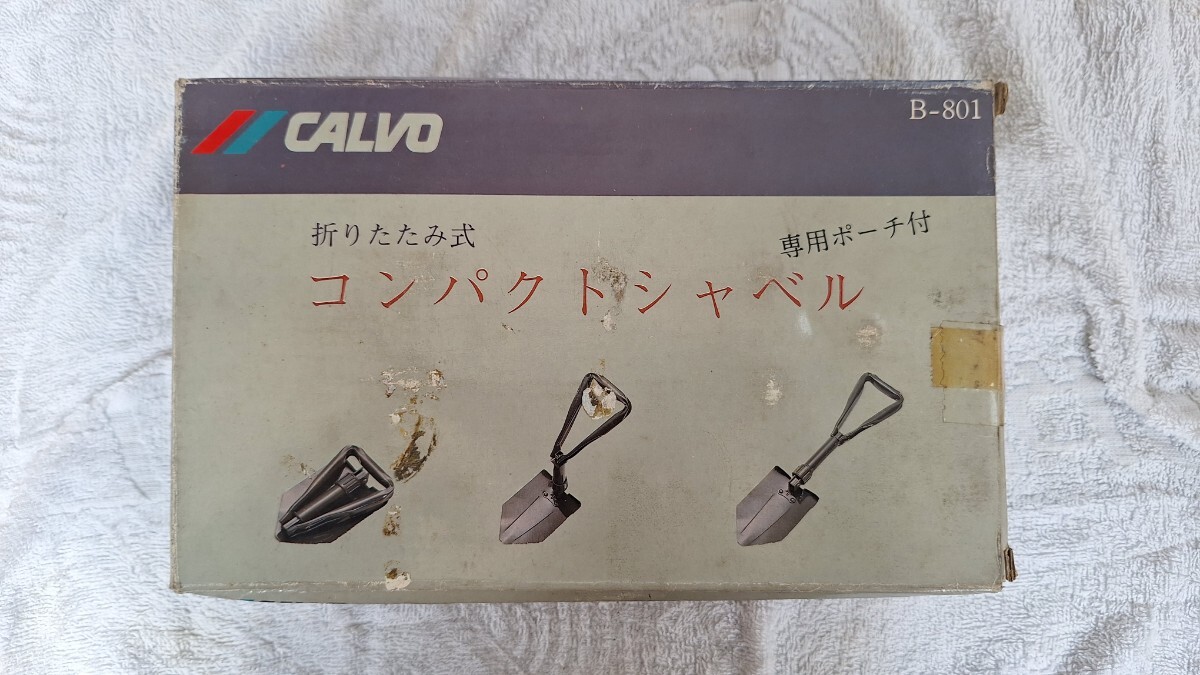 CALVO
B-801
折りたたみ式
専用ポーチ付
コンパクトシャベル